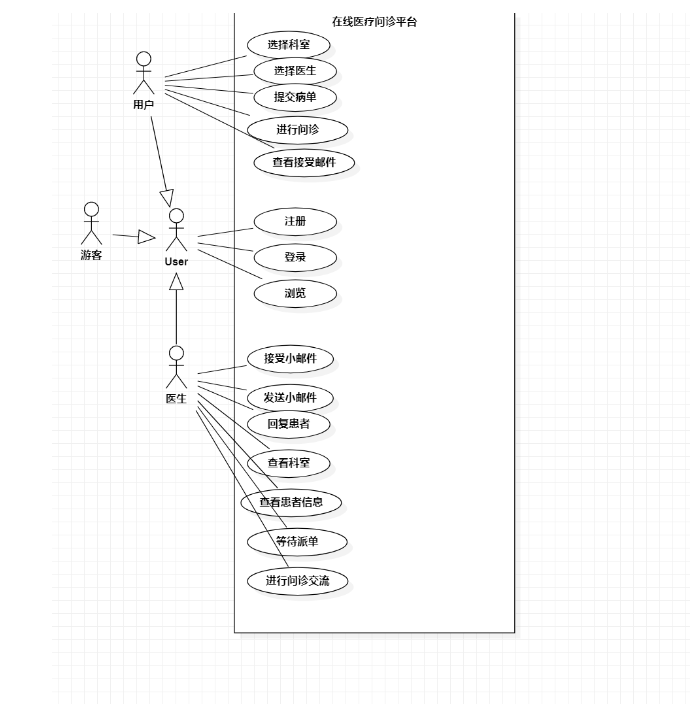 在线医疗问诊平台
选择科室
选择医生
用户
提交病单
进行问诊
查看接受邮件
注册
游客
User
登录
浏览
接受小邮件
医生
发送小邮件
回复患者
查看科室
查看患者信息
等待派单
进行问诊交流